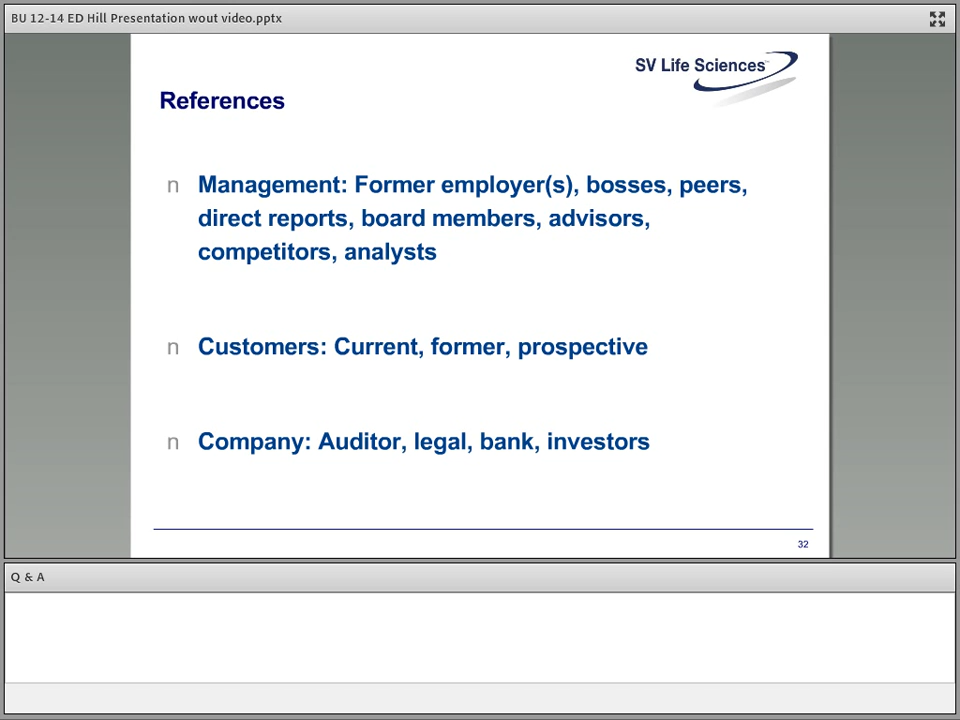 BU 12-14 ED Hill Presentation wout video.pptx
SV Life Sciences™
References
n Management: Former employer(s), bosses, peers,
direct reports, board members, advisors,
competitors, analysts
n Customers: Current, former, prospective
n Company: Auditor, legal, bank, investors
32
Q & A